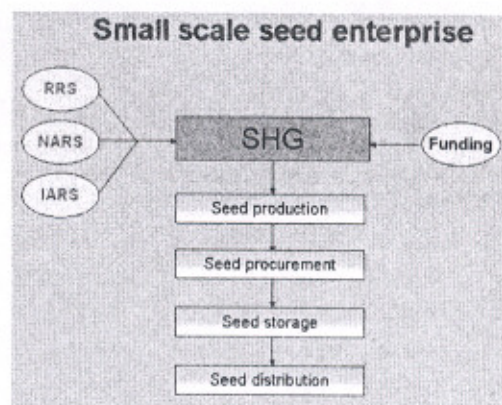 Small scale seed enterprise
RRS
NARS
IARS
SHG
Funding
Seed production
Seed procurement
Seed storage
Seed distribution